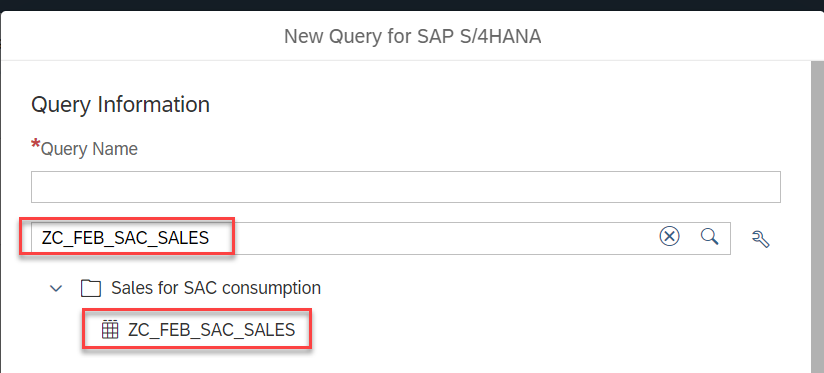 New Query for SAP S/4HANA
Query Information
*Query Name
ZC_FEB_SAC_SALES
Sales for SAC consumption
ZC_FEB_SAC_SALES